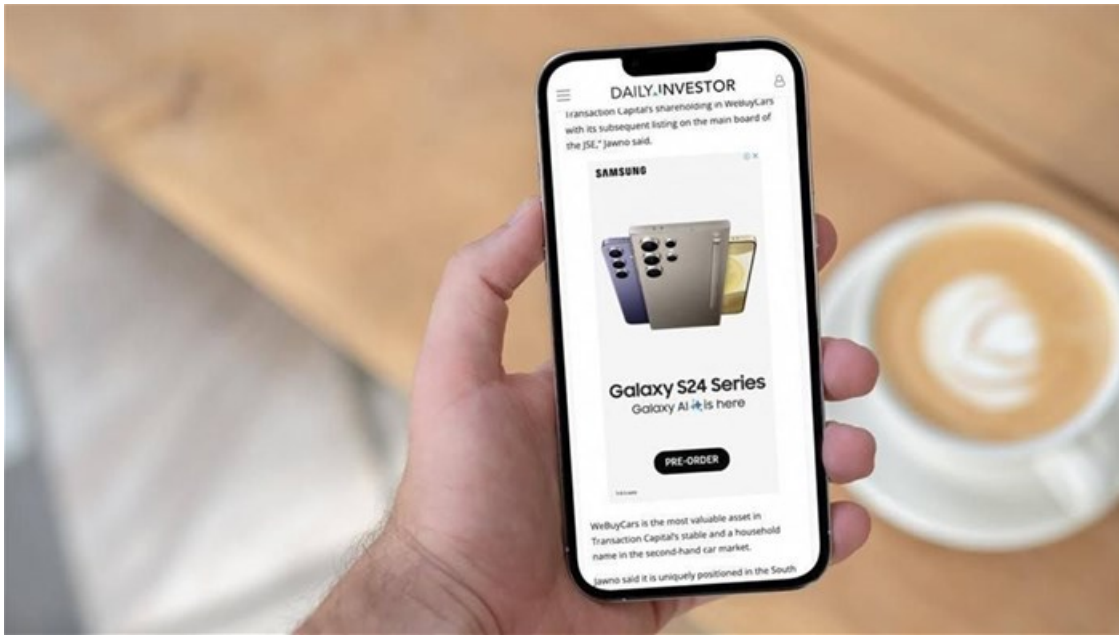 DAILY INVESTOR
Transaction Capital's shareholding in WeBuyCars
with its subsequent listing on the main board of
the JSE," Jawno said.
SAMSUNG
Galaxy S24 Series
Galaxy AI is here
PRE-ORDER
WeBuyCars is the most valuable asset in
Transaction Capital's stable and a household
name in the second-hand car market.
Jawno said it is uniquely positioned in the South